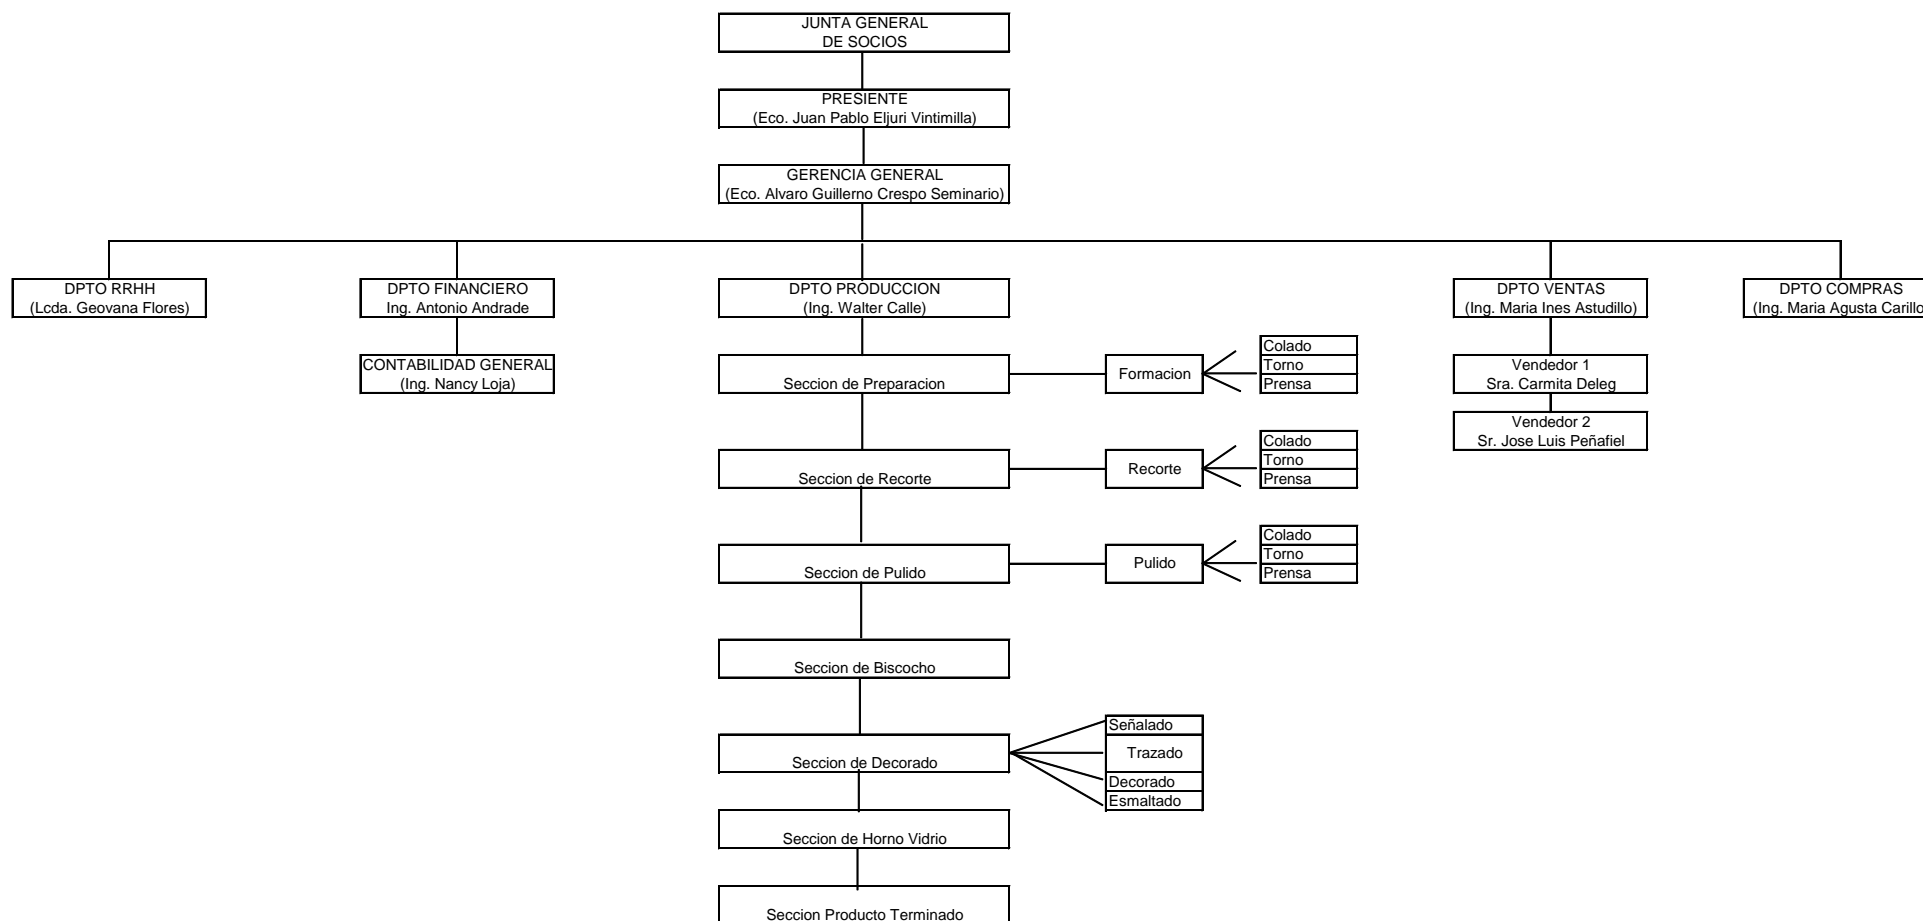 JUNTA GENERAL
DE SOCIOS
PRESIENTE
(Eco. Juan Pablo Eljuri Vintimilla)
GERENCIA GENERAL
(Eco. Alvaro Guillerno Crespo Seminario)
DPTO RRHH
(Lcda. Geovana Flores)
DPTO FINANCIERO
Ing. Antonio Andrade
DPTO PRODUCCION
(Ing. Walter Calle)
DPTO VENTAS
(Ing. Maria Ines Astudillo)
DPTO COMPRAS
(Ing. Maria Agusta Carillo
CONTABILIDAD GENERAL
(Ing. Nancy Loja)
Seccion de Preparacion
Formacion
Colado
Torno
Prensa
Vendedor 1
Sra. Carmita Deleg
Vendedor 2
Sr. Jose Luis Peñafiel
Seccion de Recorte
Recorte
Colado
Torno
Prensa
Seccion de Pulido
Pulido
Colado
Torno
Prensa
Seccion de Biscocho
Seccion de Decorado
Señalado
Trazado
Decorado
Esmaltado
Seccion de Horno Vidrio
Seccion Producto Terminado